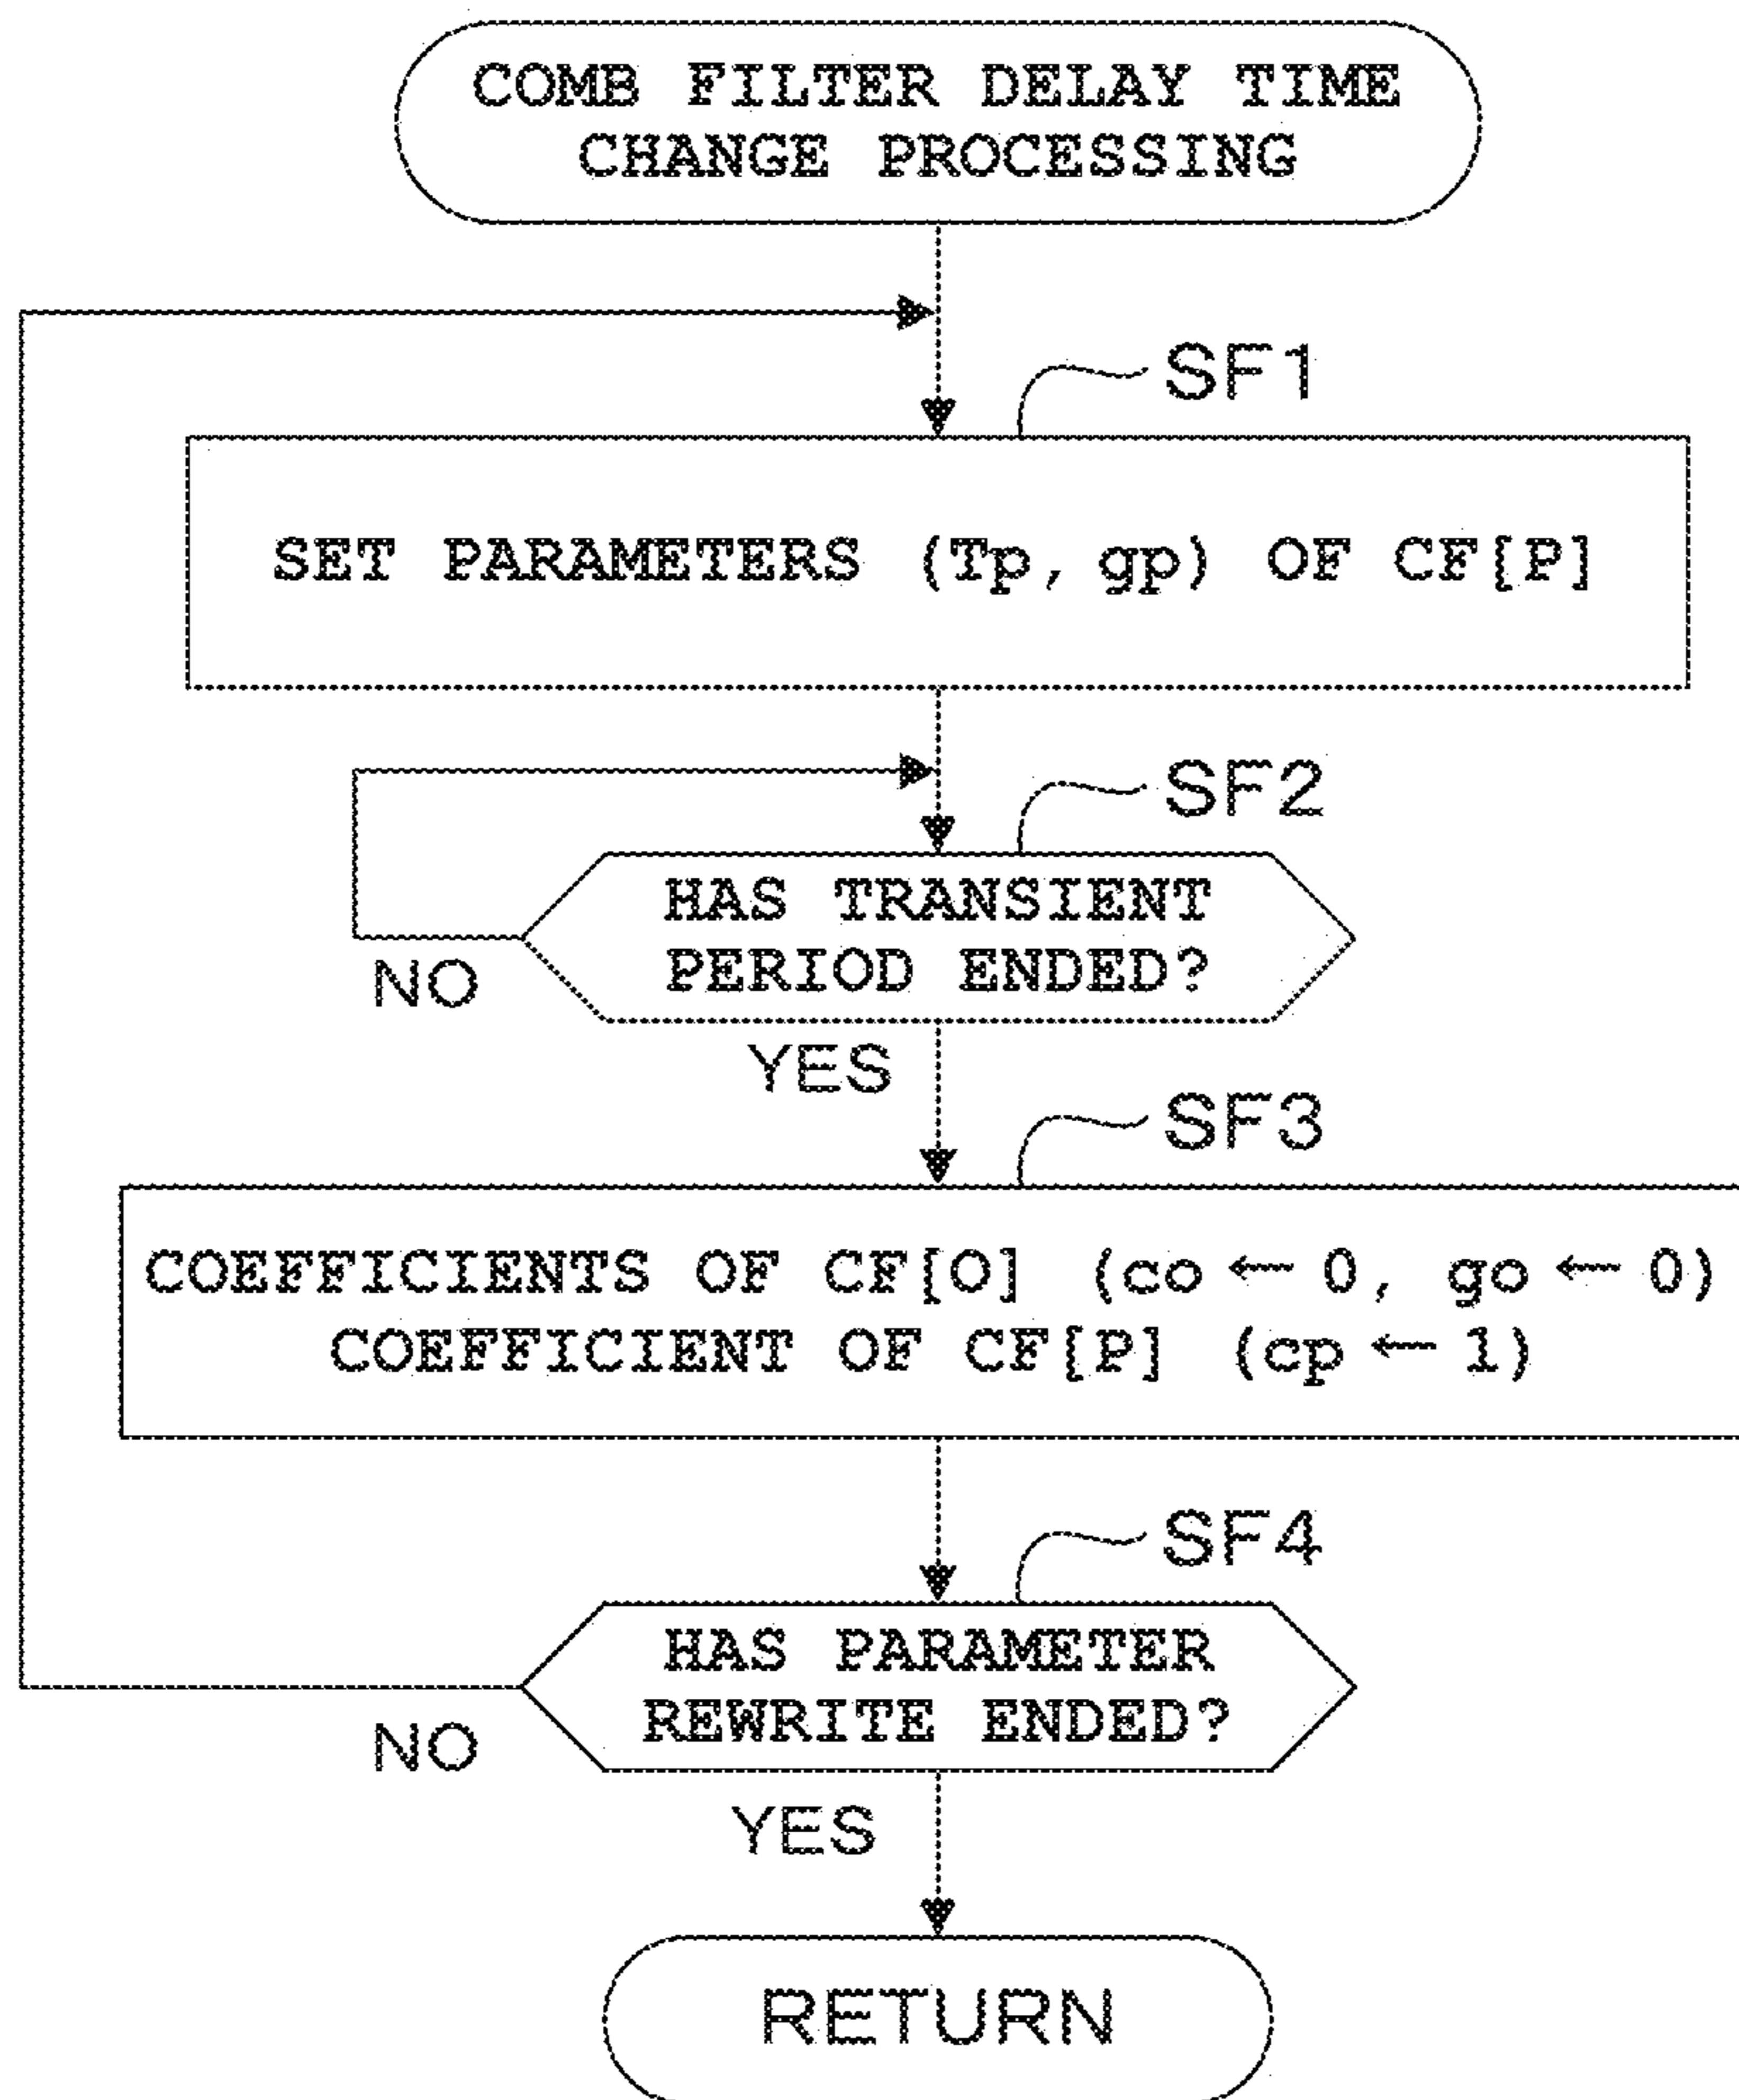 COMB FILTER DELAY TIME
CHANGE PROCESSING
SF1
SET PARAMETERS (Tp, gp) OF CF[P]
SF2
HAS TRANSIENT
PERIOD ENDED?
NO
YES
SF3
COEFFICIENTS OF CF[O] (co ← 0, go ← 0)
COEFFICIENT OF CF[P] (cp ← 1)
SF4
HAS PARAMETER
REWRITE ENDED?
NO
YES
RETURN